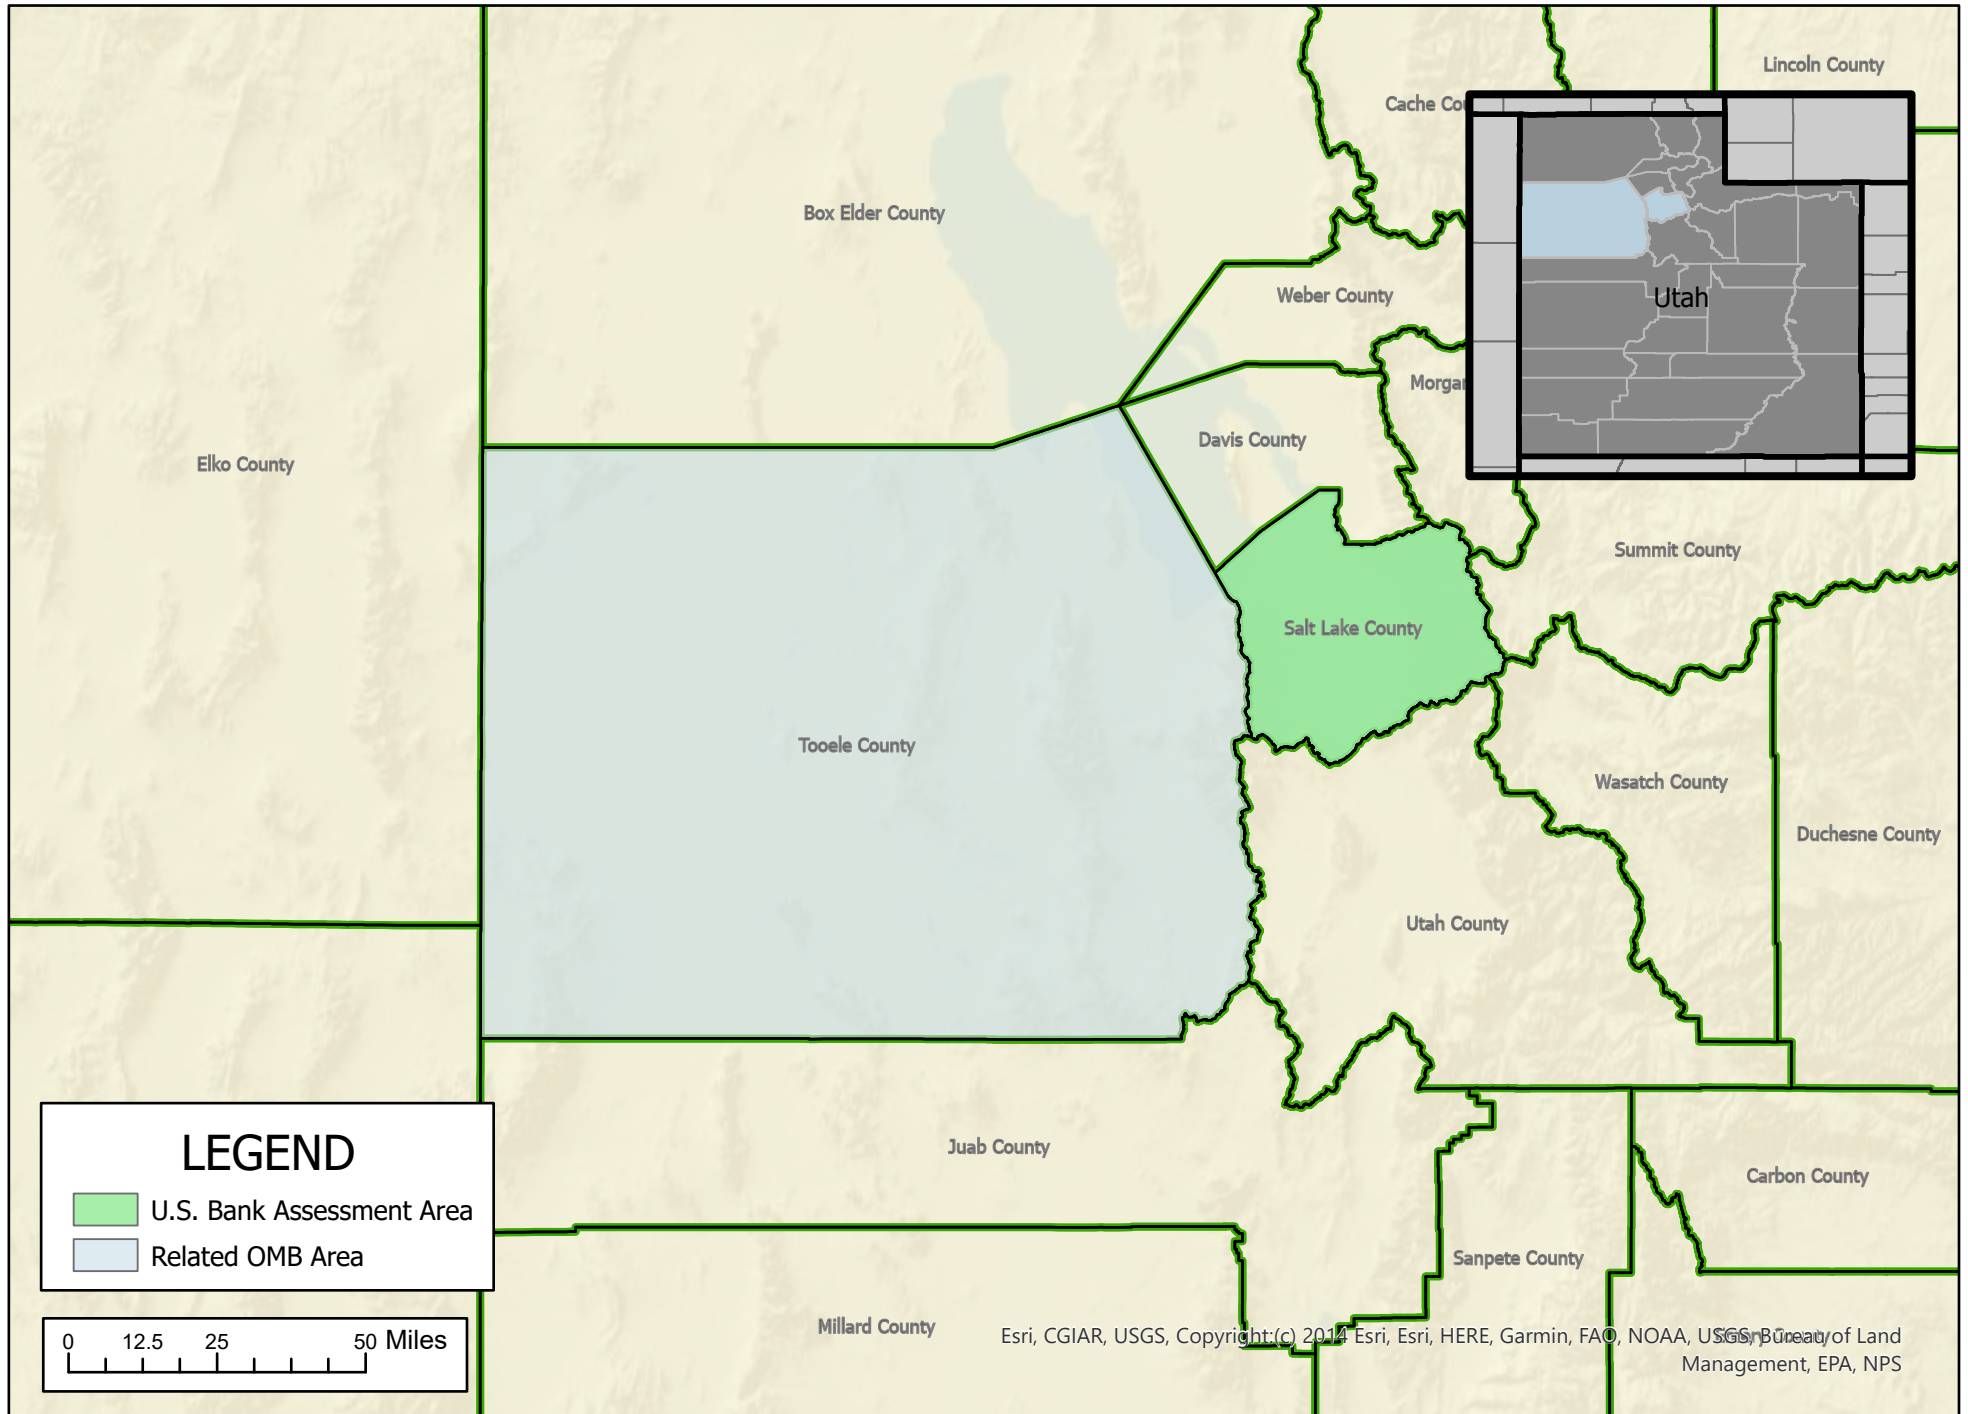 Lincoln County
Cache Cou
Box Elder County
Weber County
Utah
Morgan
Davis County
Elko County
Summit County
Salt Lake County
Tooele County
Wasatch County
Duchesne County
Utah County
LEGEND
U.S. Bank Assessment Area
Related OMB Area
Juab County
Carbon County
Sanpete County
Millard County
0 12.5 25 50 Miles
Esri, CGIAR, USGS, Copyright:(c) 2014 Esri, Esri, HERE, Garmin, FAO, NOAA, USGS, Bureau of Land
Management, EPA, NPS